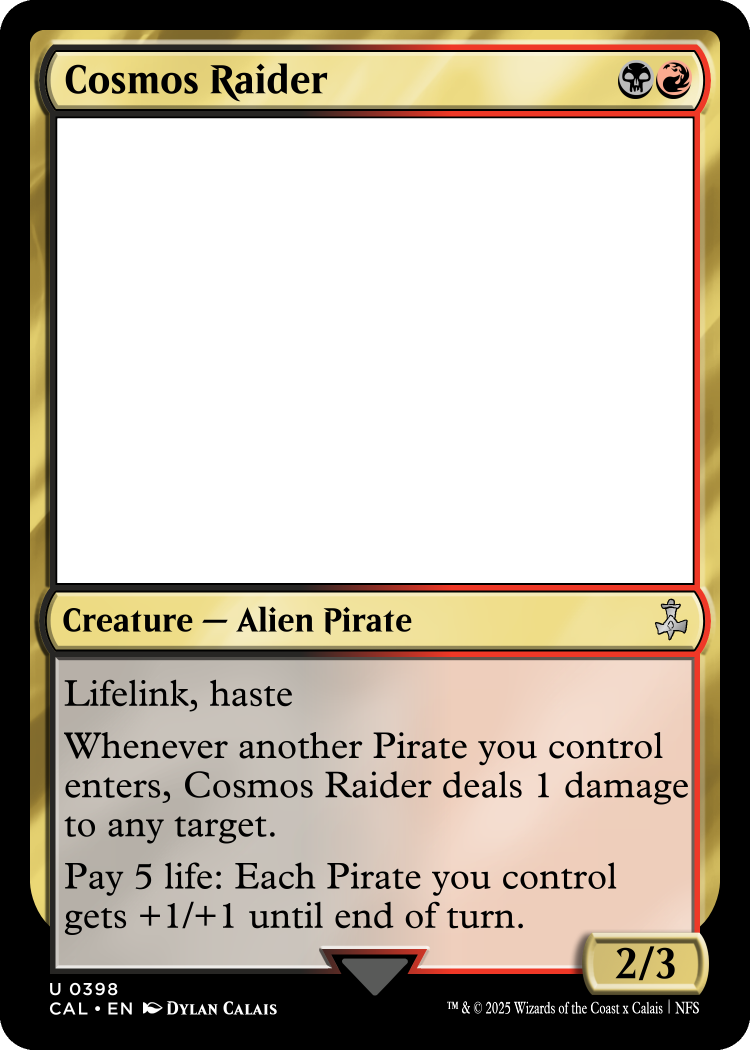 Cosmos Raider
Creature — Alien Pirate
Lifelink, haste
Whenever another Pirate you control
enters, Cosmos Raider deals 1 damage
to any target.
Pay 5 life: Each Pirate you control
gets +1/+1 until end of turn.
2/3
U 0398
CAL • EN Dylan Calais
™ & © 2025 Wizards of the Coast x Calais | NFS